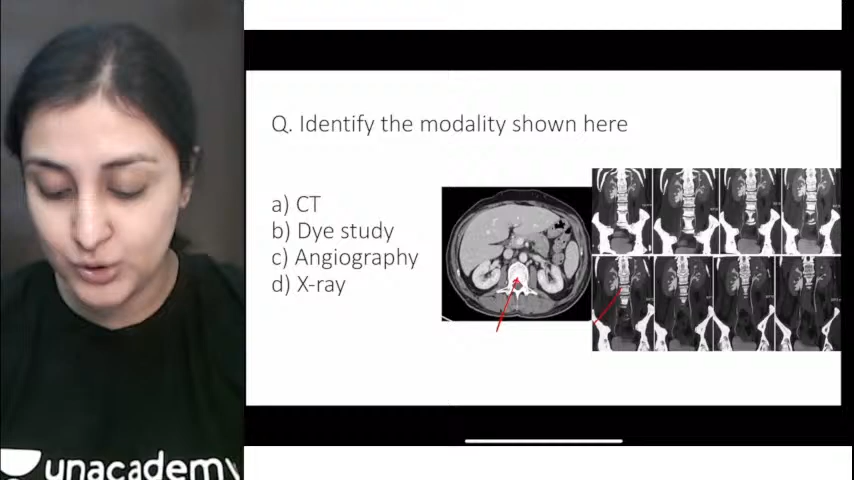 Q. Identify the modality shown here
a) CT
b) Dye study
c) Angiography
d) X-ray
unacademy